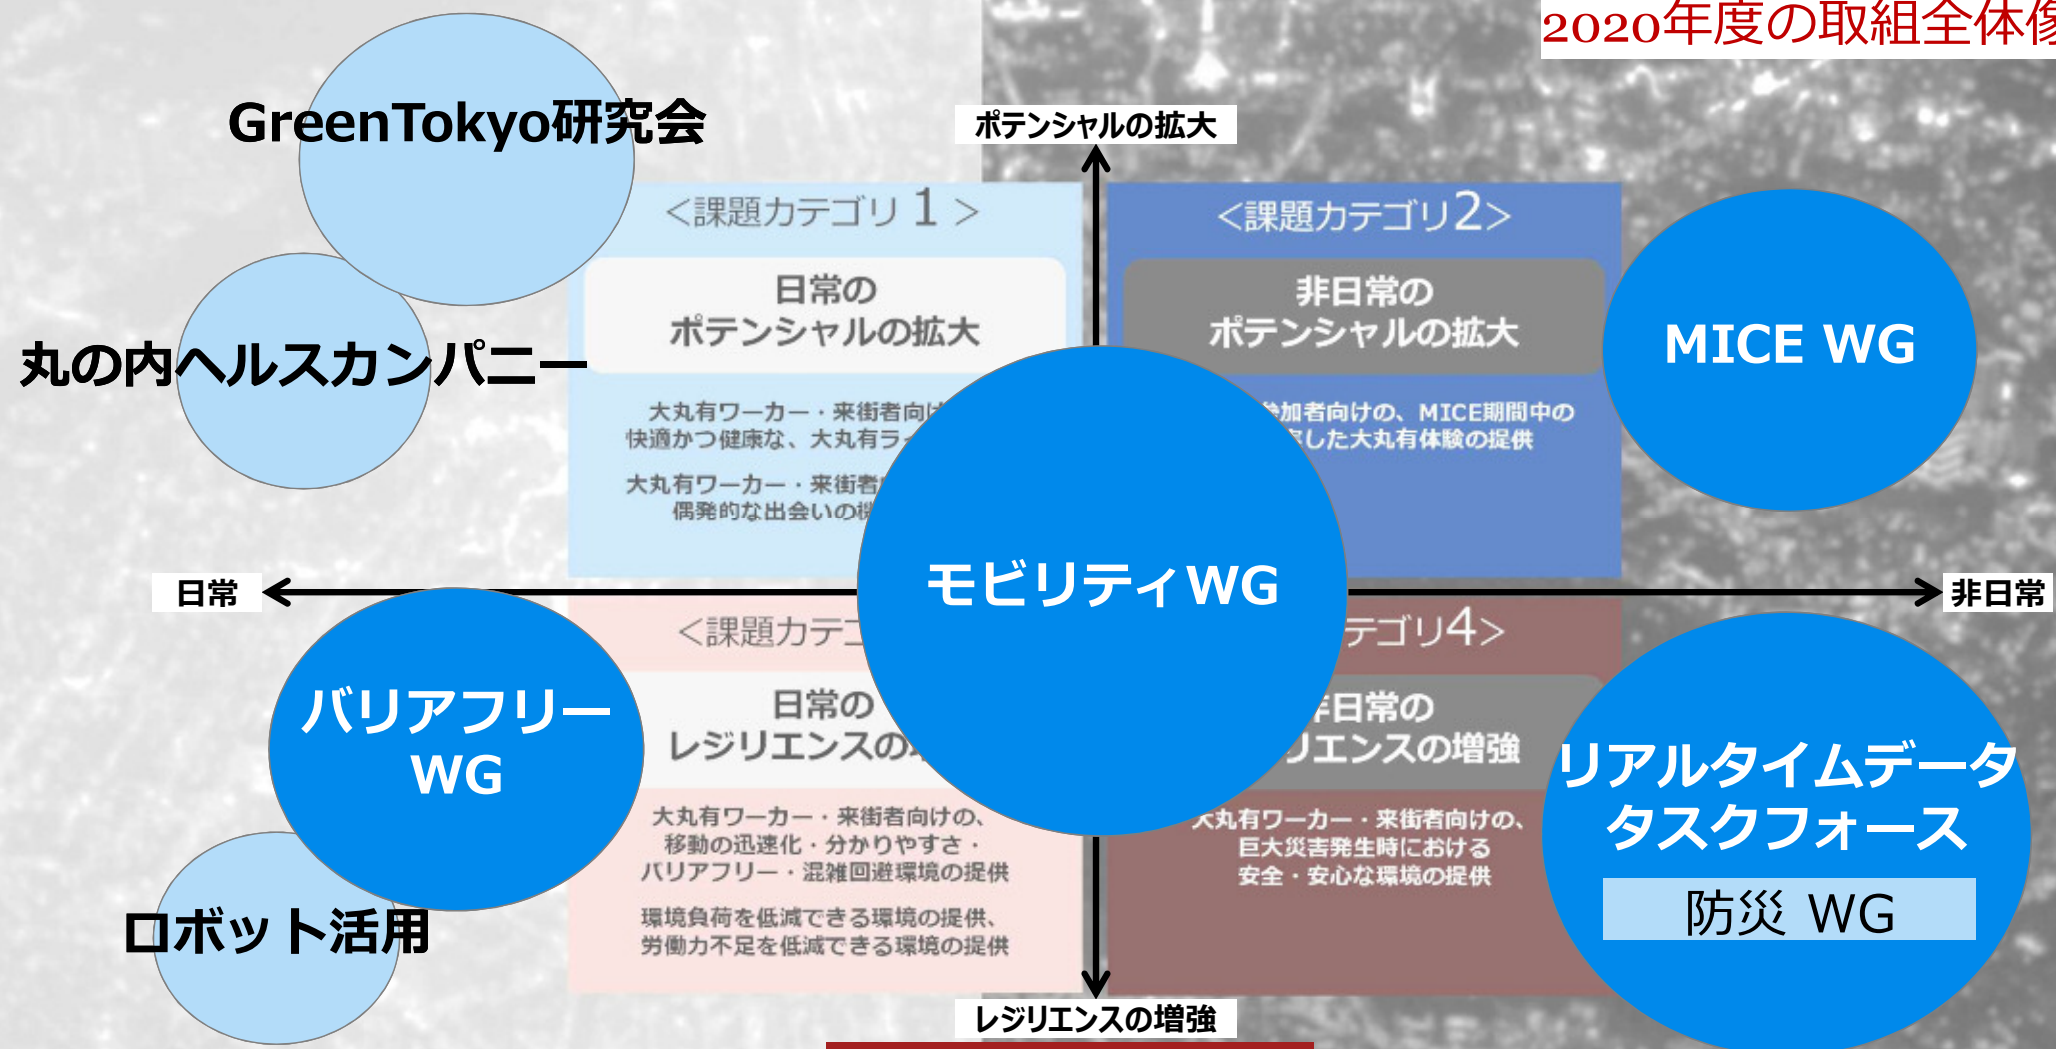 2020年度の取組全体像
GreenTokyo研究会
ポテンシャルの拡大
＜課題カテゴリ1＞
日常の
ポテンシャルの拡大
大丸有ワーカー・来街者向け
快適かつ健康な、大丸有ラ
大丸有ワーカー・来街者
偶発的な出会いの機
＜課題カテゴリ2＞
非日常の
ポテンシャルの拡大
参加者向けの、MICE期間中の
した大丸有体験の提供
MICE WG
丸の内ヘルスカンパニー
モビリティWG
日常
非日常
バリアフリー
WG
＜課題カテゴ
日常の
レジリエンスの増
大丸有ワーカー・来街者向けの、
移動の迅速化・分かりやすさ・
バリアフリー・混雑回避環境の提供
環境負荷を低減できる環境の提供、
労働力不足を低減できる環境の提供
テゴリ4＞
非日常の
リエンスの増強
大丸有ワーカー・来街者向けの、
巨大災害発生時における
安全・安心な環境の提供
リアルタイムデータ
タスクフォース
防災 WG
ロボット活用
レジリエンスの増強